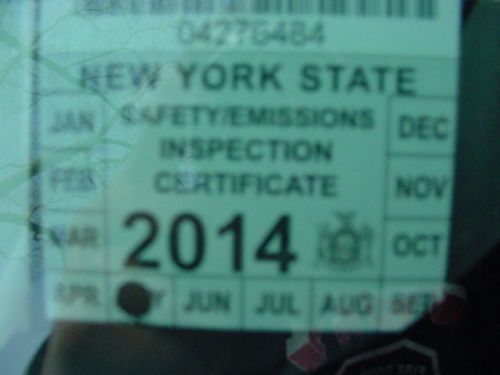 04276484
NEW YORK STATE
SAFETY/EMISSIONS
INSPECTION
CERTIFICATE
2014
JAN
FEB
MAR
APR
JUN
JUL
AUG
SEP
OCT
NOV
DEC